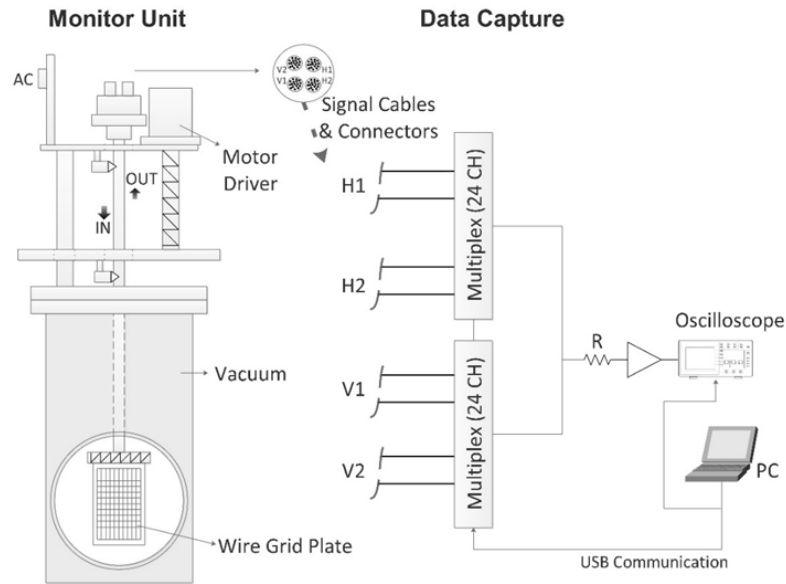 Monitor Unit
Data Capture
AC
V2
H1
V1
H2
Signal Cables
& Connectors
Motor
Driver
OUT
IN
H1
H2
V1
V2
Multiplex (24 CH)
Multiplex (24 CH)
R
Oscilloscope
Vacuum
PC
Wire Grid Plate
USB Communication